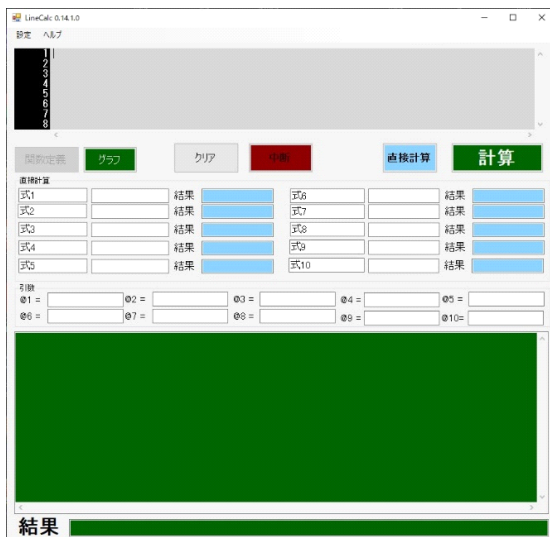 LineCalc 0.14.1.0
設定 ヘルプ
1
2
3
4
5
6
7
8
関数定義 グラフ クリア 中断 直接計算 計算
直接計算
式1 結果 式6 結果
式2 結果 式7 結果
式3 結果 式8 結果
式4 結果 式9 結果
式5 結果 式10 結果
引数
@1 = @2 = @3 = @4 = @5 =
@6 = @7 = @8 = @9 = @10=
結果